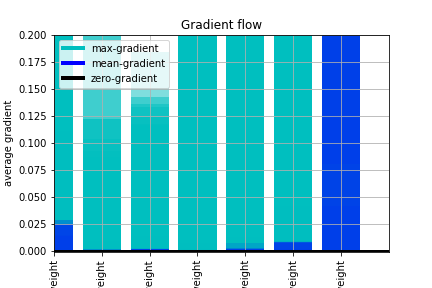 Gradient flow
max-gradient
mean-gradient
zero-gradient
average gradient
0.200
0.175
0.150
0.125
0.100
0.075
0.050
0.025
0.000
eight
eight
eight
eight
eight
eight
eight